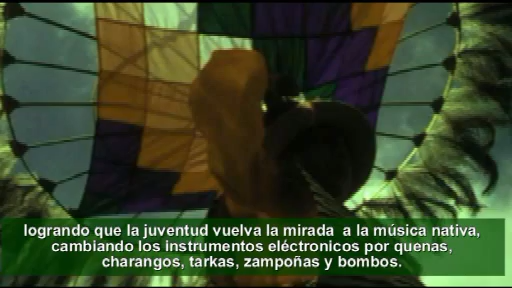 logrando que la juventud vuelva la mirada  a la música nativa,
cambiando los instrumentos eléctronicos por quenas,
charangos, tarkas, zampoñas y bombos.